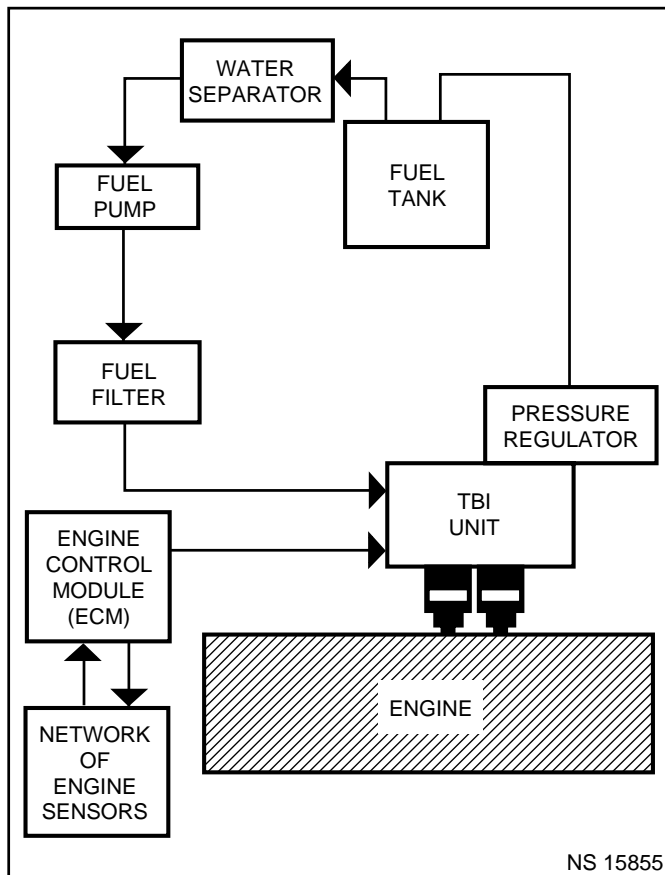 WATER
SEPARATOR
FUEL
TANK
FUEL
PUMP
FUEL
FILTER
PRESSURE
REGULATOR
TBI
UNIT
ENGINE
CONTROL
MODULE
(ECM)
ENGINE
NETWORK
OF
ENGINE
SENSORS
NS 15855